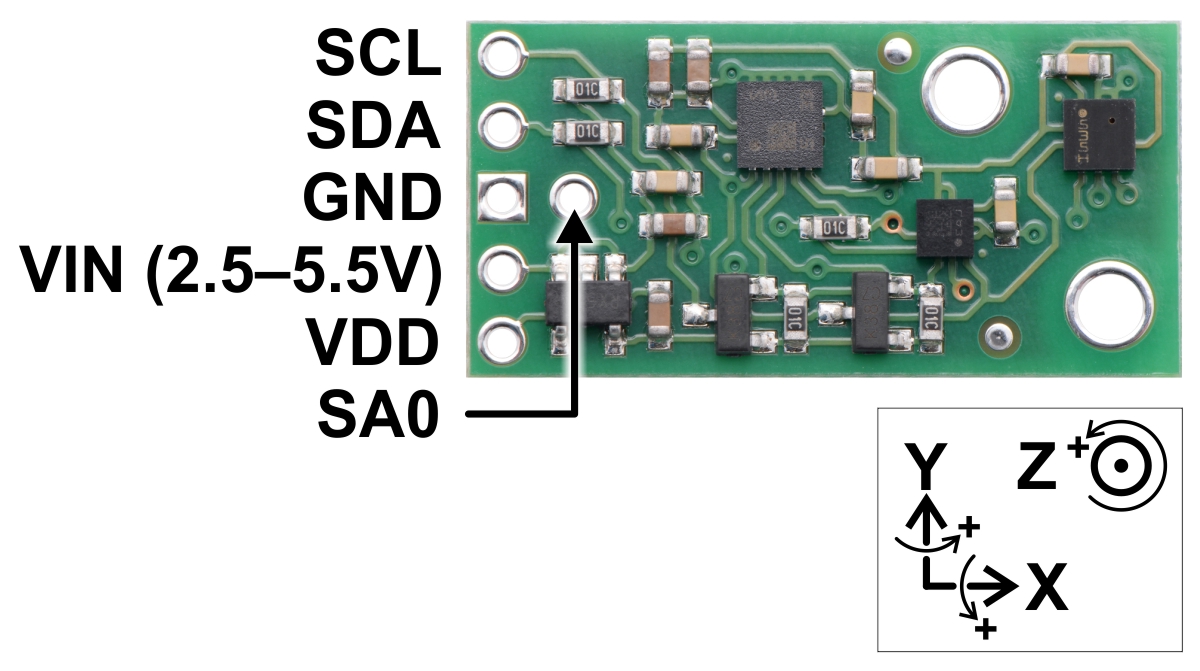 SCL
SDA
GND
VIN (2.5–5.5V)
VDD
SA0
01C
01C
01C
01C
01C
Y
Z
+
+
X
+